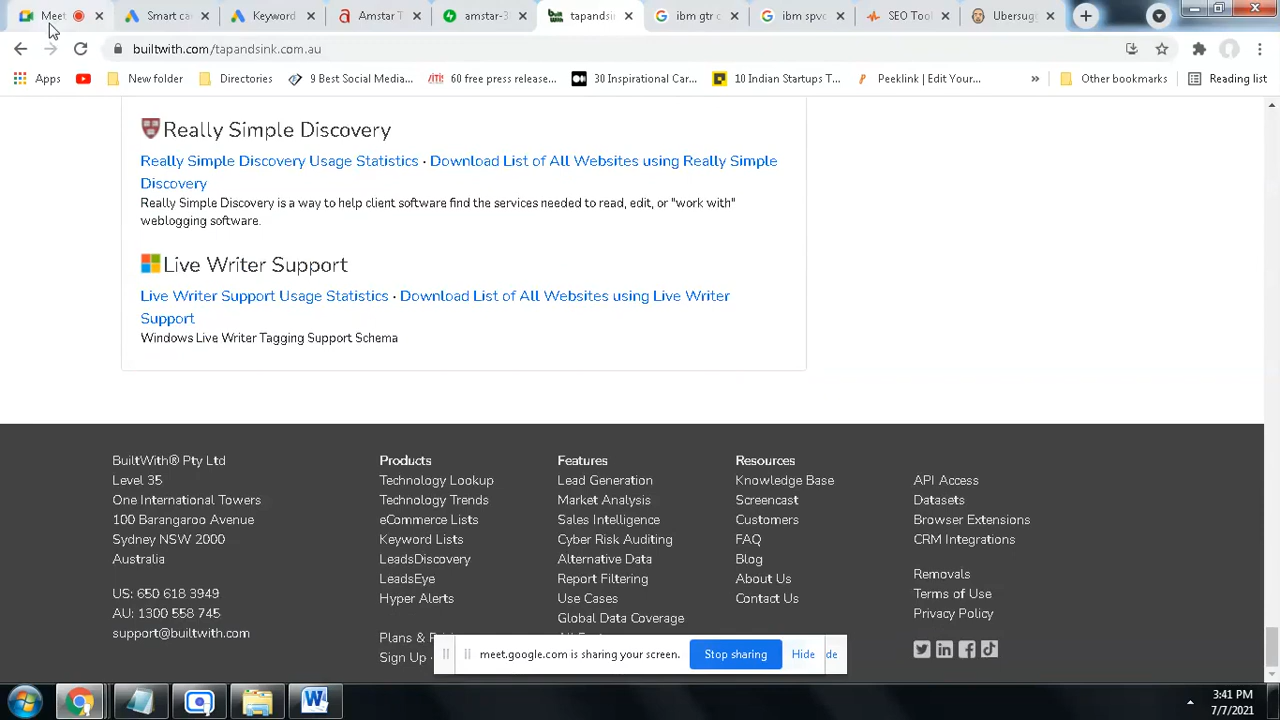 Meet
Smart ca
Keyword
Amstar T
amstar-
tapandsin
ibm gtr c
ibm spvc
SEO Tool
Ubersugg
builtwith.com/tapandsink.com.au
Apps
New folder
Directories
9 Best Social Media...
60 free press release...
30 Inspirational Car...
10 Indian Startups T...
Peeklink | Edit Your...
»
Other bookmarks
Reading list
Really Simple Discovery
Really Simple Discovery Usage Statistics · Download List of All Websites using Really Simple
Discovery
Really Simple Discovery is a way to help client software find the services needed to read, edit, or "work with"
weblogging software.
Live Writer Support
Live Writer Support Usage Statistics · Download List of All Websites using Live Writer
Support
Windows Live Writer Tagging Support Schema
BuiltWith® Pty Ltd
Level 35
One International Towers
100 Barangaroo Avenue
Sydney NSW 2000
Australia
US: 650 618 3949
AU: 1300 558 745
support@builtwith.com
Products
Technology Lookup
Technology Trends
eCommerce Lists
Keyword Lists
LeadsDiscovery
LeadsEye
Hyper Alerts
Plans &
Sign Up ·
Features
Lead Generation
Market Analysis
Sales Intelligence
Cyber Risk Auditing
Alternative Data
Report Filtering
Use Cases
Global Data Coverage
Resources
Knowledge Base
Screencast
Customers
FAQ
Blog
About Us
Contact Us
API Access
Datasets
Browser Extensions
CRM Integrations
Removals
Terms of Use
Privacy Policy
meet.google.com is sharing your screen.
Stop sharing
Hide
de
3:41 PM
7/7/2021